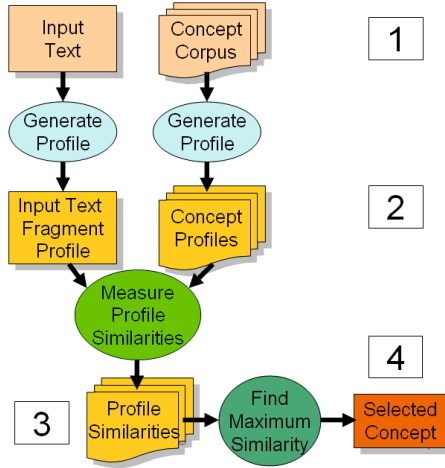 Input
Text
Concept
Corpus
1
Generate
Profile
Generate
Profile
Input Text
Fragment
Profile
Concept
Profiles
2
Measure
Profile
Similarities
4
3
Profile
Similarities
Find
Maximum
Similarity
Selected
Concept